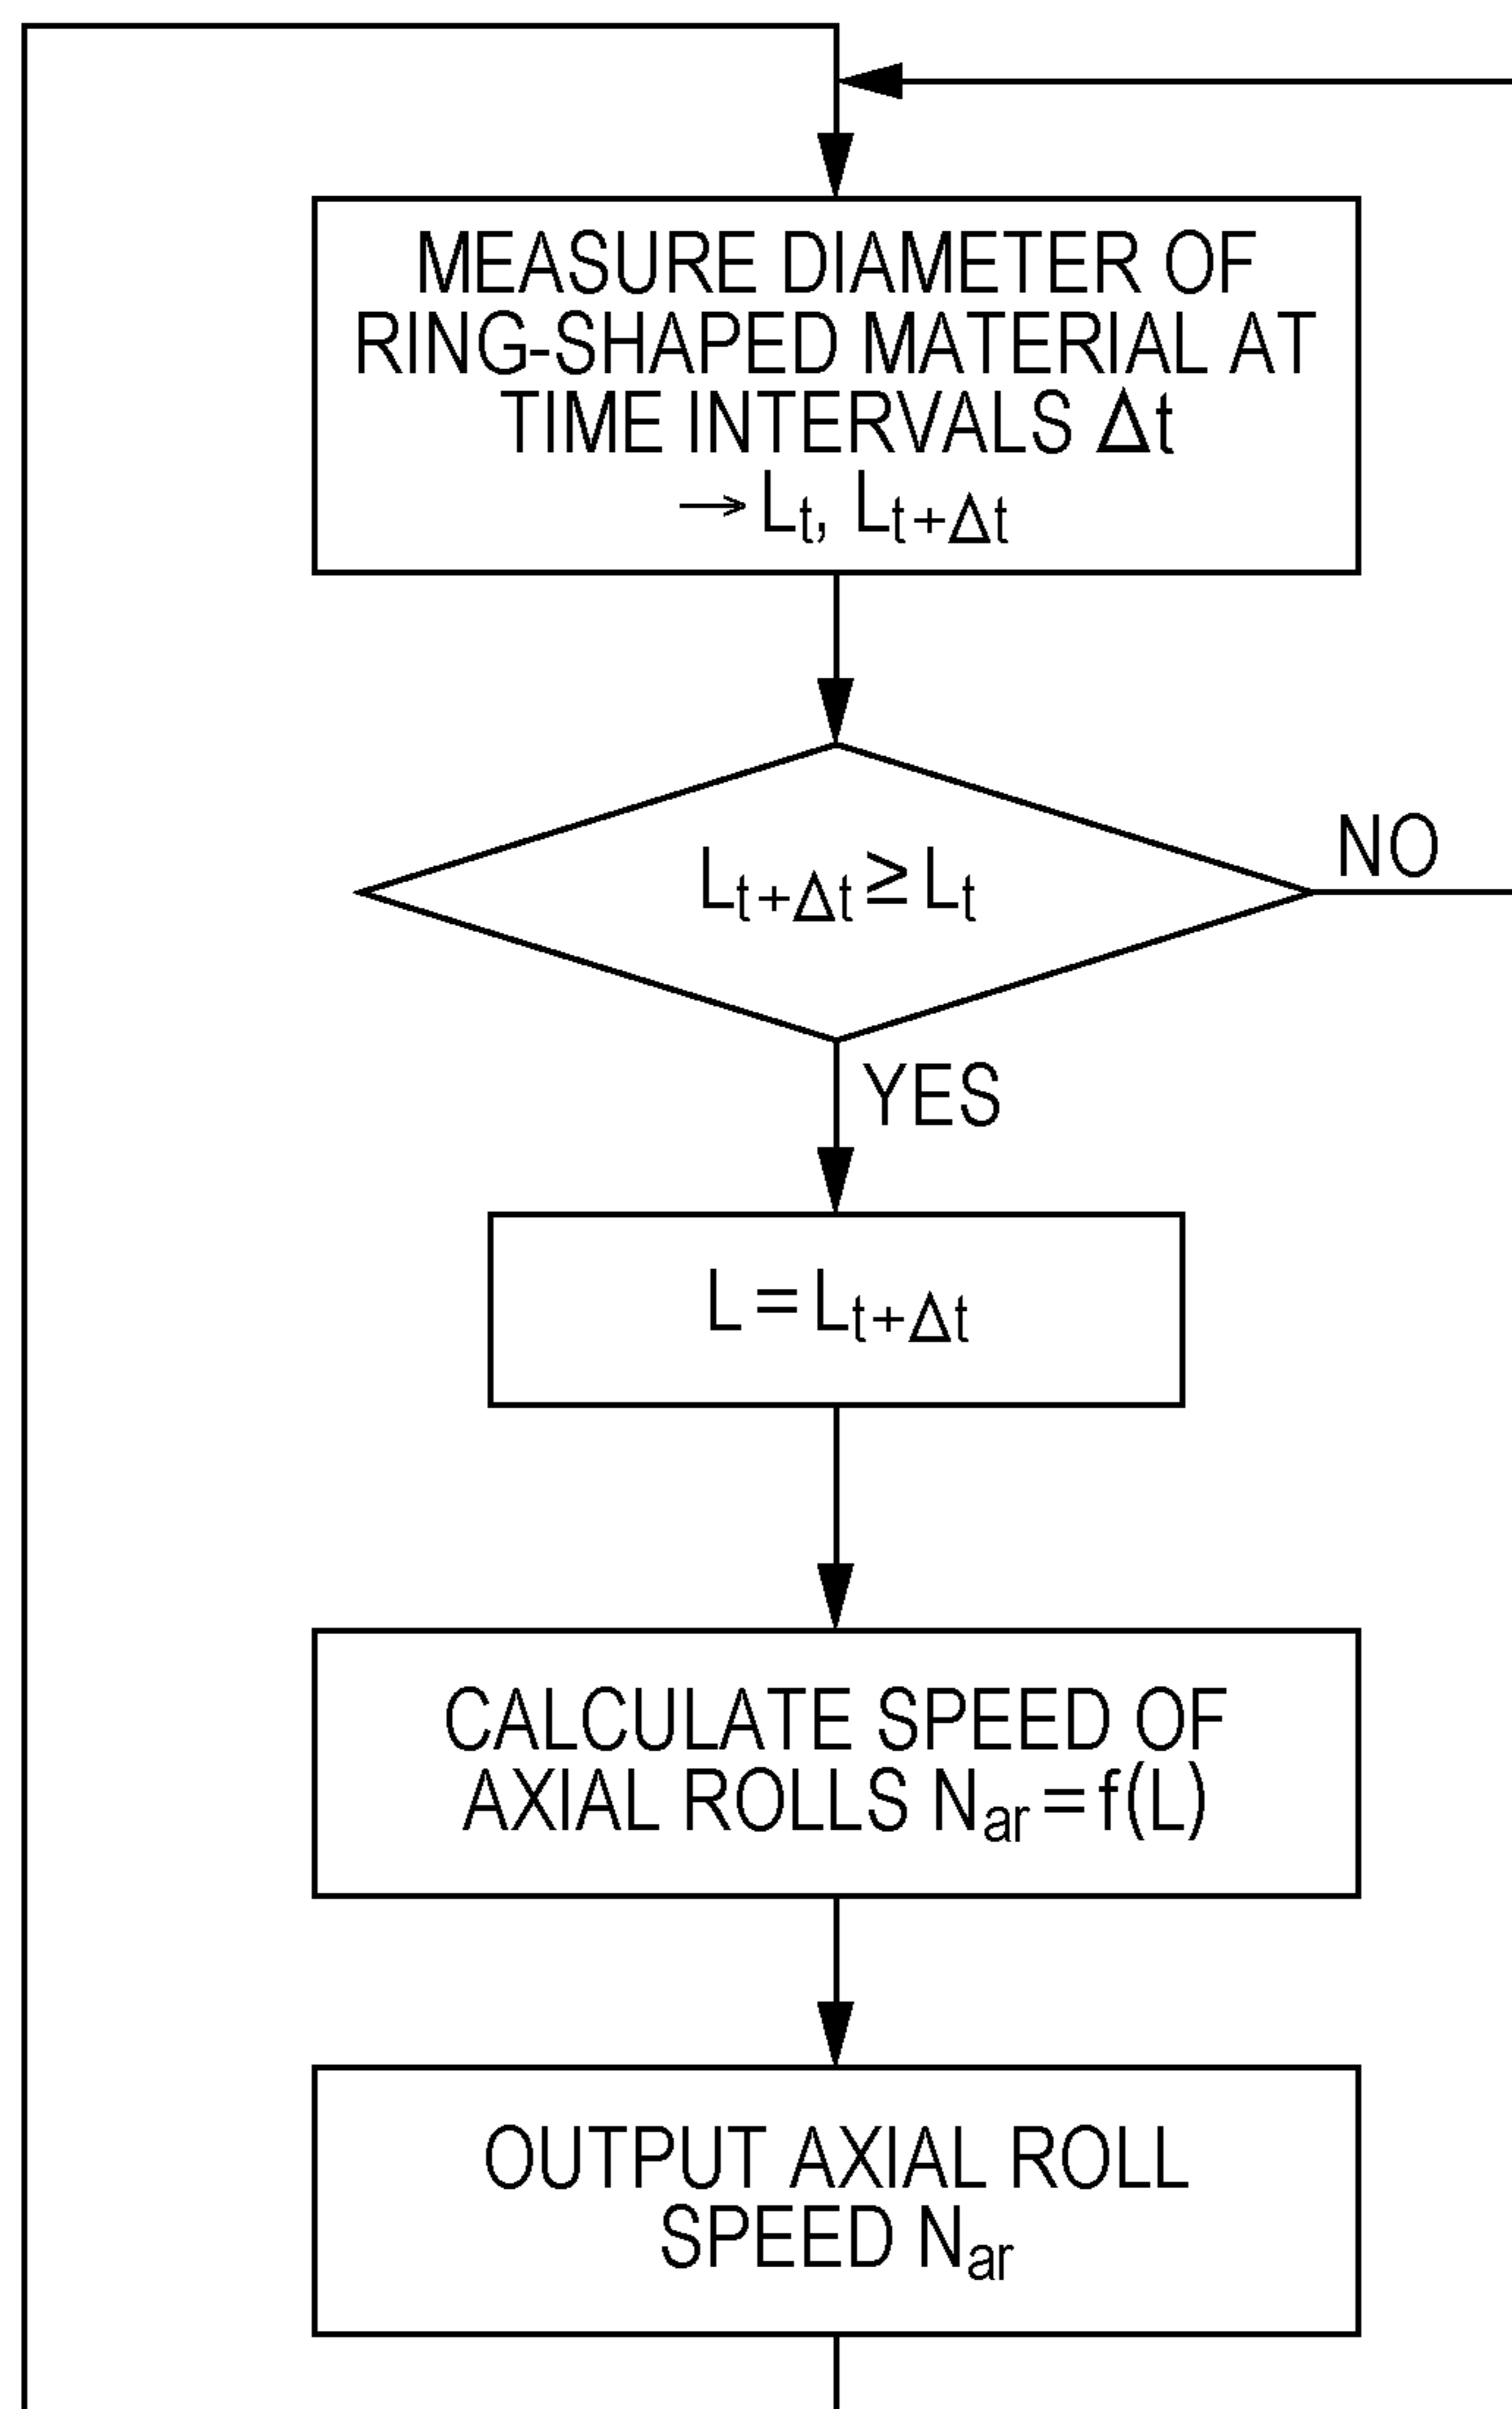 MEASURE DIAMETER OF
RING-SHAPED MATERIAL AT
TIME INTERVALS Δt
→Lt, Lt+Δt
Lt+Δt≥Lt
NO
YES
L=Lt+Δt
CALCULATE SPEED OF
AXIAL ROLLS Nar=f(L)
OUTPUT AXIAL ROLL
SPEED Nar